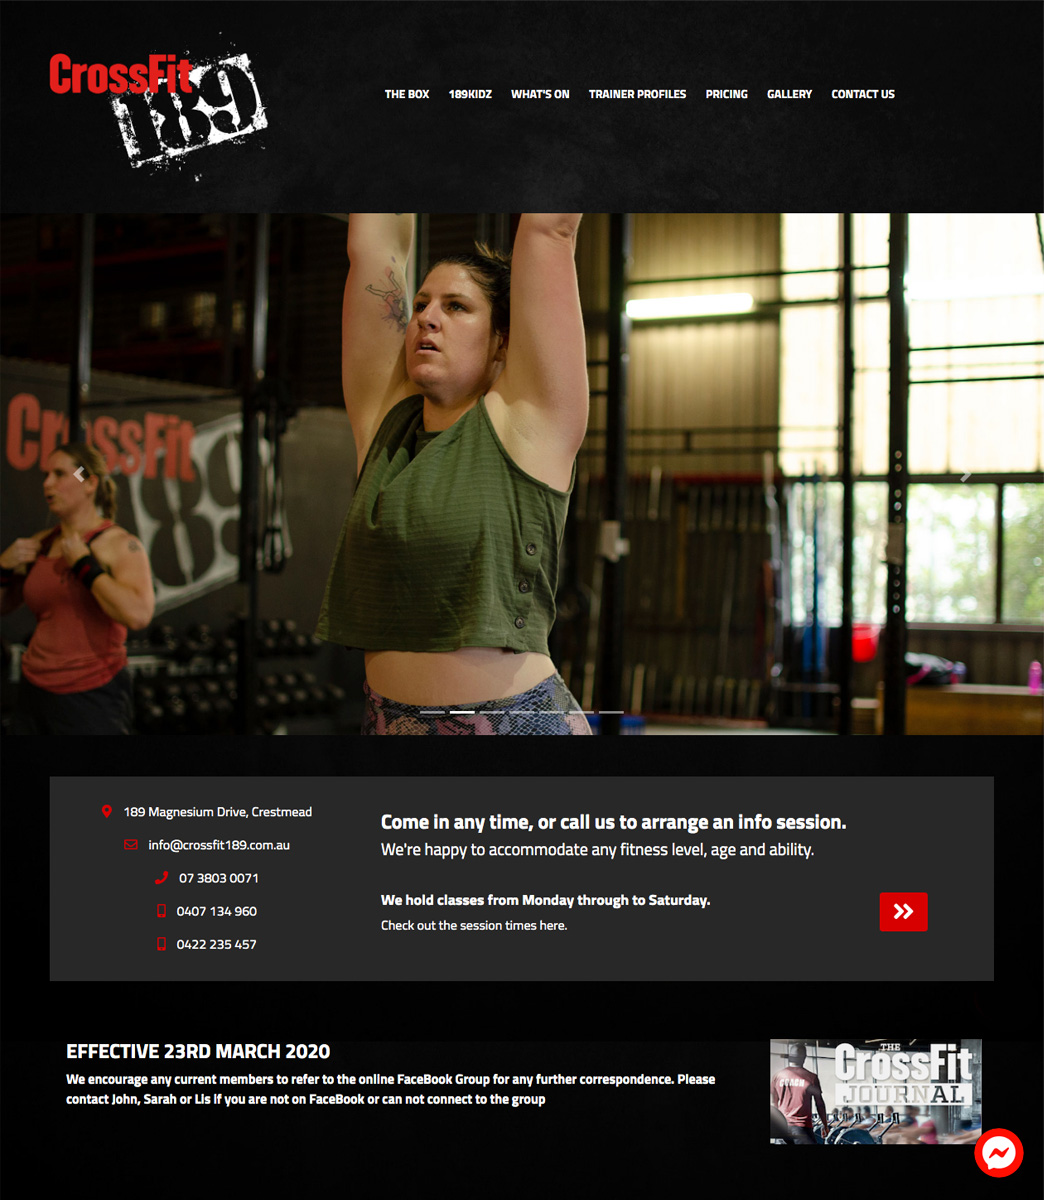 CrossFit
189
THE BOX 189KIDZ WHAT'S ON TRAINER PROFILES PRICING GALLERY CONTACT US
CrossFit
189
189 Magnesium Drive, Crestmead
info@crossfit189.com.au
07 3803 0071
0407 134 960
0422 235 457
Come in any time, or call us to arrange an info session.
We're happy to accommodate any fitness level, age and ability.
We hold classes from Monday through to Saturday.
Check out the session times here.
EFFECTIVE 23RD MARCH 2020
We encourage any current members to refer to the online FaceBook Group for any further correspondence. Please
contact John, Sarah or Lis if you are not on FaceBook or can not connect to the group
THE
CrossFit
JOURNAL
COACH